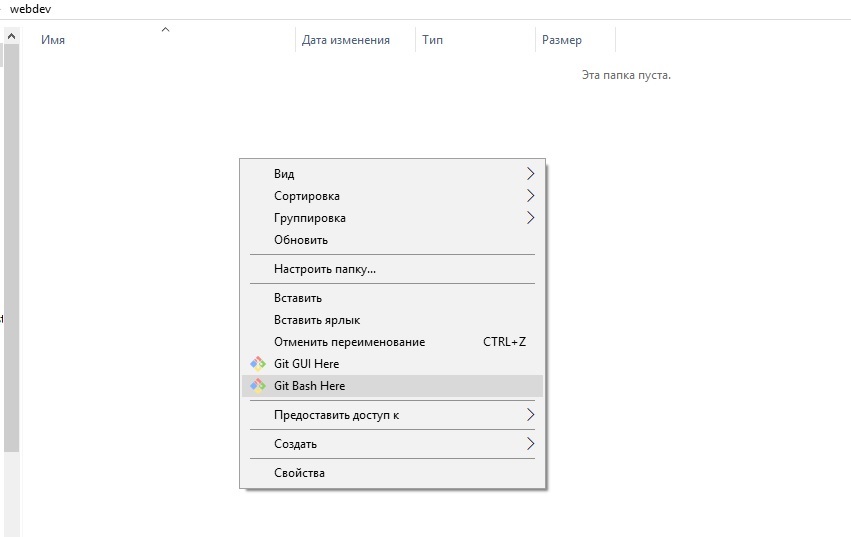 webdev
Имя Дата изменения Тип Размер
Эта папка пуста.
Вид
Сортировка
Группировка
Обновить
Настроить папку...
Вставить
Вставить ярлык
Отменить переименование CTRL+Z
Git GUI Here
Git Bash Here
Предоставить доступ к
Создать
Свойства